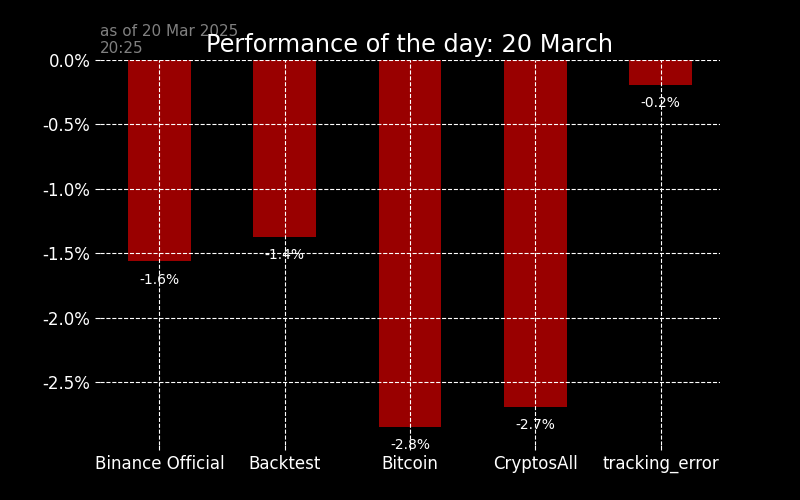 as of 20 Mar 2025
20:25
Performance of the day: 20 March
0.0%
-0.5%
-1.0%
-1.5%
-2.0%
-2.5%
-1.6%
-1.4%
-2.8%
-2.7%
-0.2%
Binance Official
Backtest
Bitcoin
CryptosAll
tracking_error